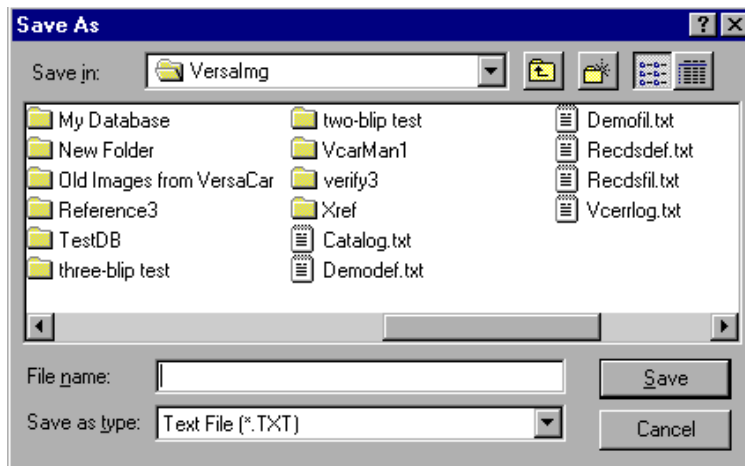 Save As
Save in: VersaImg
My Database
New Folder
Old Images from VersaCar
Reference3
TestDB
three-blip test
two-blip test
VcarMan1
verify3
Xref
Catalog.txt
Demodef.txt
Demofil.txt
Recdsdef.txt
Recdsfil.txt
Vcerrlog.txt
File name:
Save
Save as type: Text File (*.TXT)
Cancel